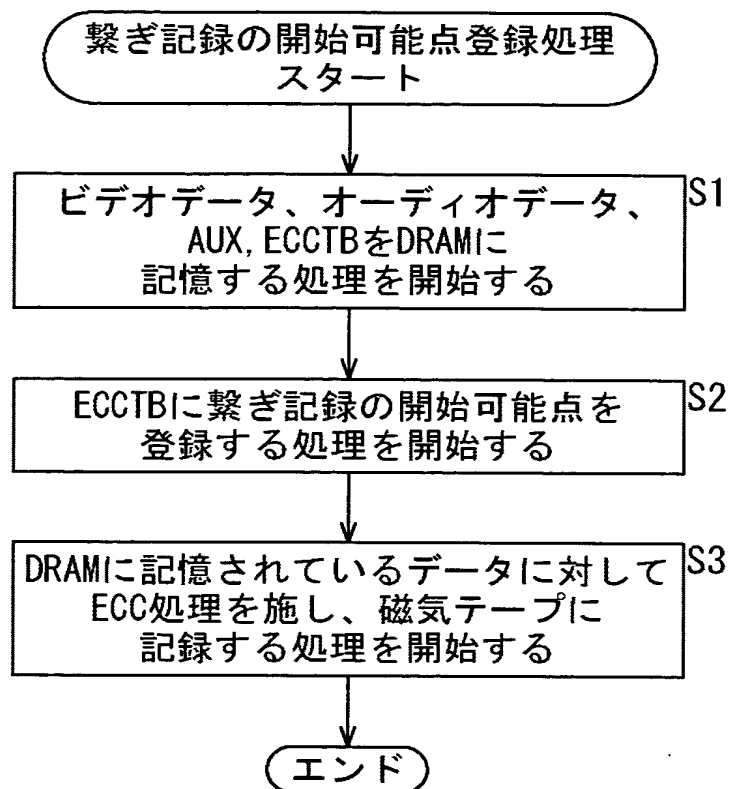 繋ぎ記録の開始可能点登録処理
スタート
ビデオデータ、オーディオデータ、
AUX, ECCTBをDRAMに
記憶する処理を開始する
S1
ECCTBに繋ぎ記録の開始可能点を
登録する処理を開始する
S2
DRAMに記憶されているデータに対して
ECC処理を施し、磁気テープに
記録する処理を開始する
S3
エンド